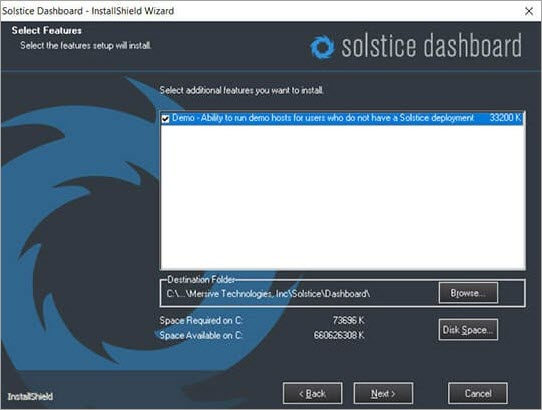 Solstice Dashboard - InstallShield Wizard
Select Features
Select the features setup will install.
solstice dashboard
Select additional features you want to install.
Demo - Ability to run demo hosts for users who do not have a Solstice deployment 33200 K
Destination Folder
C:\...\Mersive Technologies, Inc\Solstice\Dashboard\
Browse...
Space Required on C: 73696 K
Space Available on C: 660626308 K
Disk Space...
InstallShield
< Back
Next >
Cancel